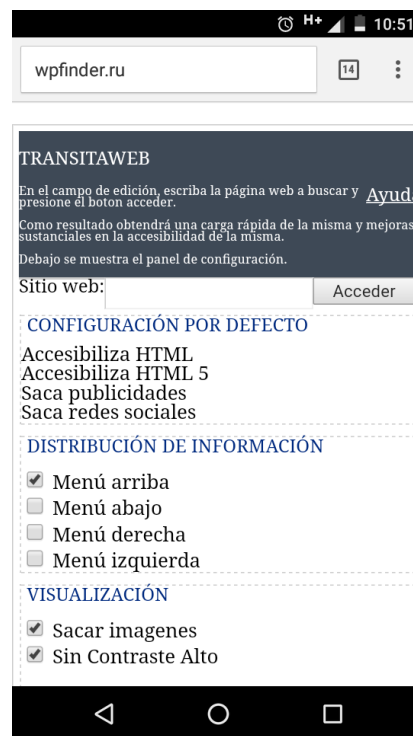 H+ 10:51
wpfinder.ru 14
TRANSITAWEB
En el campo de edición, escriba la página web a buscar y
presione el boton acceder.
Ayuda
Como resultado obtendrá una carga rápida de la misma y mejoras
sustanciales en la accesibilidad de la misma.
Debajo se muestra el panel de configuración.
Sitio web: Acceder
CONFIGURACIÓN POR DEFECTO
Accesibiliza HTML
Accesibiliza HTML 5
Saca publicidades
Saca redes sociales
DISTRIBUCIÓN DE INFORMACIÓN
Menú arriba
Menú abajo
Menú derecha
Menú izquierda
VISUALIZACIÓN
Sacar imagenes
Sin Contraste Alto